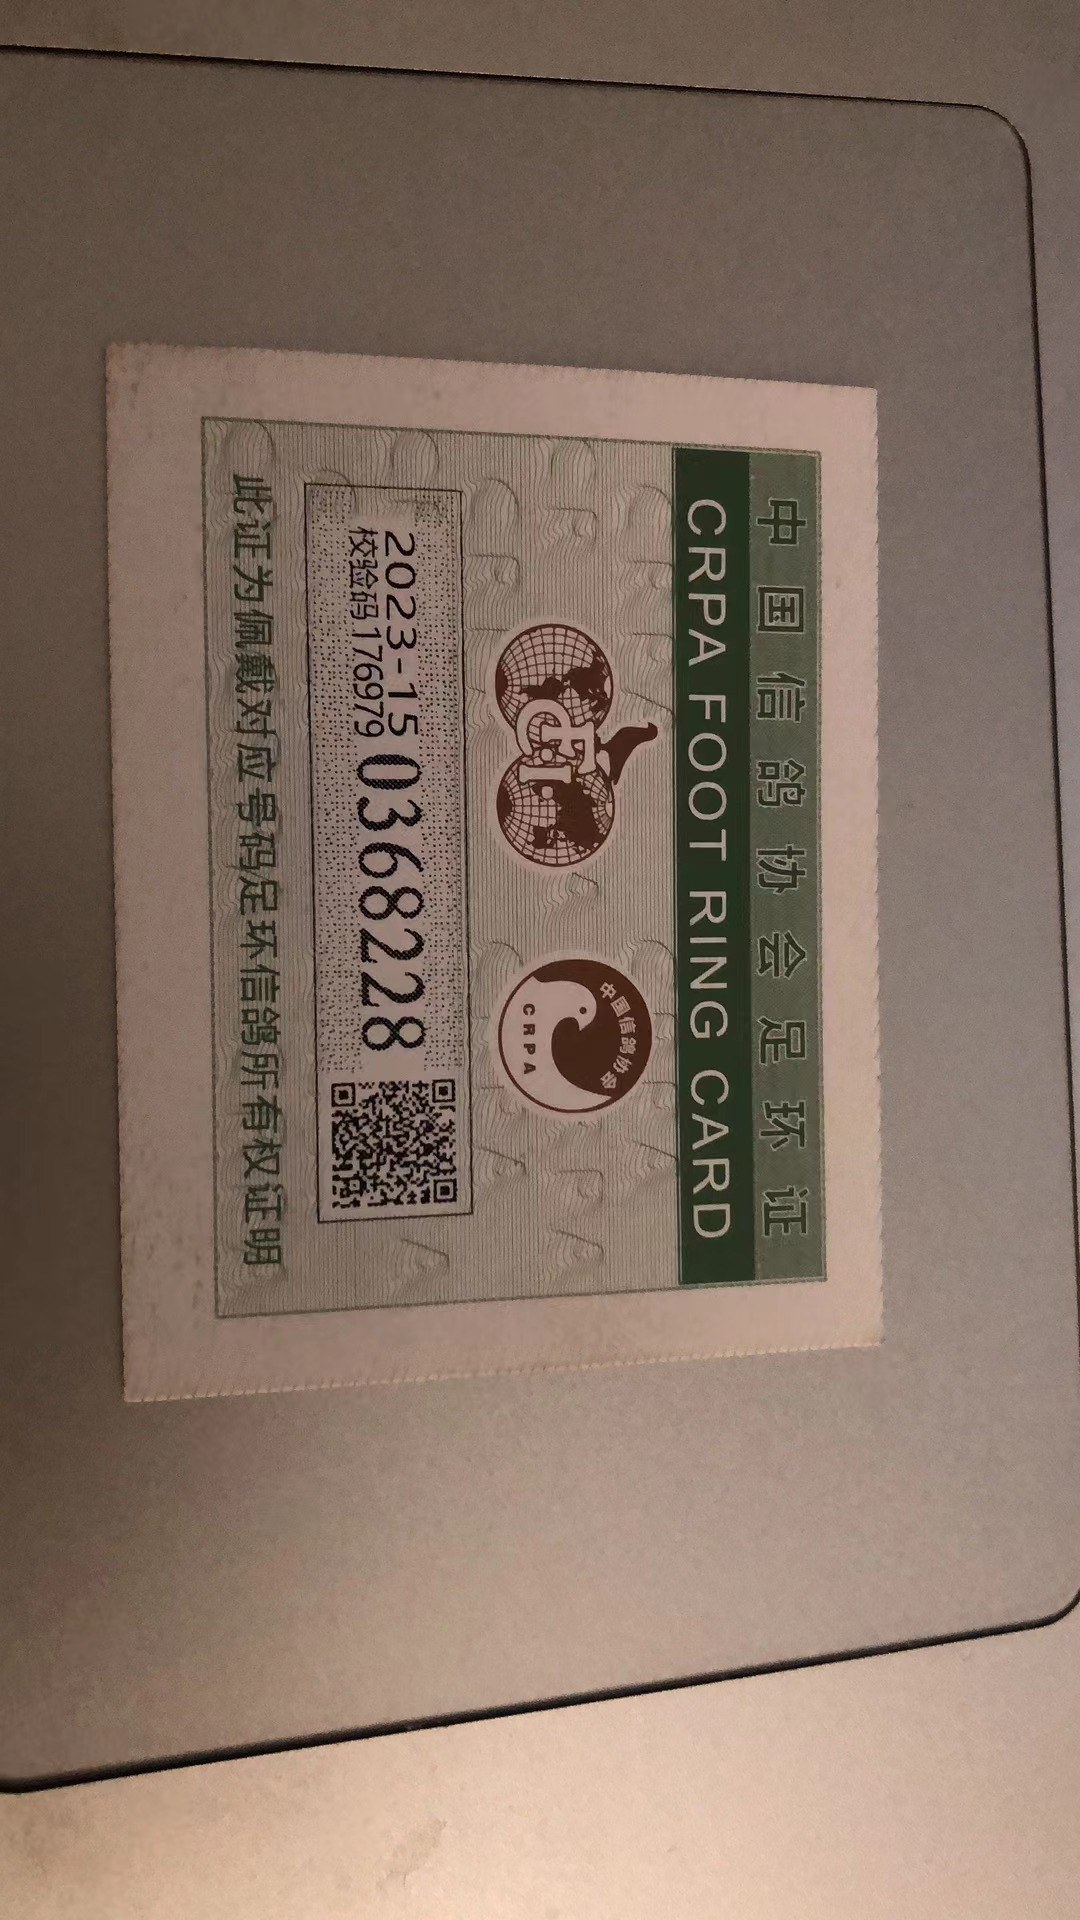 中国信鸽协会足环证
CRPA FOOT RING CARD
FCI
中国信鸽协会
CRPA
2023-15 0368228
校验码176979
此证为佩戴对应号码足环信鸽所有权证明